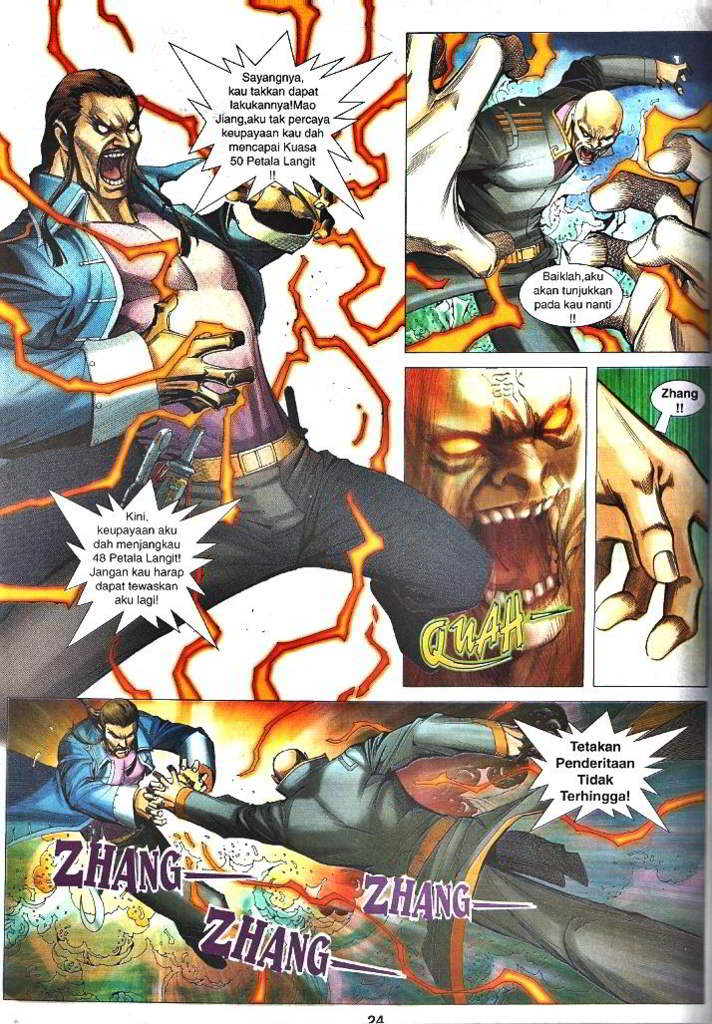 Sayangnya,
kau takkan dapat
lakukannya!Mao
Jiang,aku tak percaya
keupayaan kau dah
mencapai Kuasa
50 Petala Langit
!!
Baiklah,aku
akan tunjukkan
pada kau nanti
!!
Kini,
keupayaan aku
dah menjangkau
48 Petala Langit!
Jangan kau harap
dapat tewaskan
aku lagi!
QUAH
Zhang
!!
Tetakan
Penderitaan
Tidak
Terhingga!
ZHANG
ZHANG
ZHANG
24